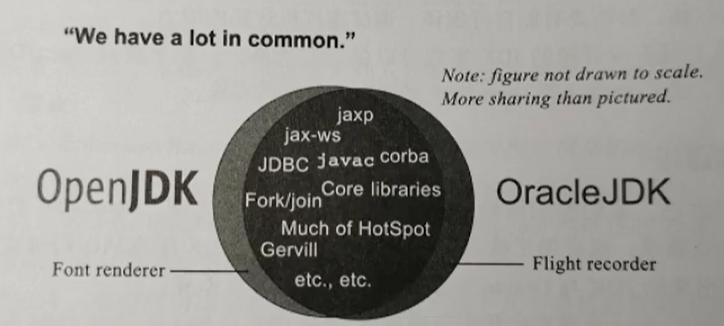 “We have a lot in common.”
Note: figure not drawn to scale.
More sharing than pictured.
jaxp
jax-ws
JDBC javac corba
OpenJDK
Fork/join Core libraries
OracleJDK
Much of HotSpot
Gervill
Font renderer
Flight recorder
etc., etc.